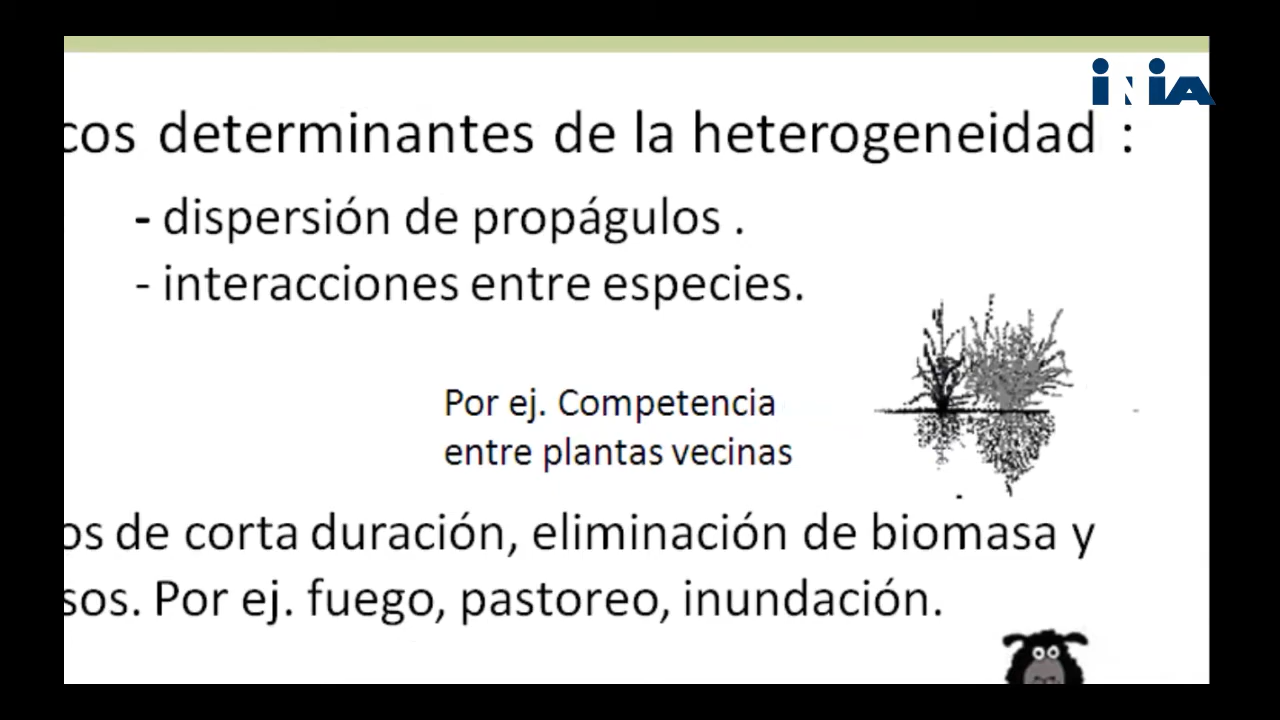 iNiA
cos determinantes de la heterogeneidad :
- dispersión de propágulos .
- interacciones entre especies.
Por ej. Competencia
entre plantas vecinas
os de corta duración, eliminación de biomasa y
sos. Por ej. fuego, pastoreo, inundación.